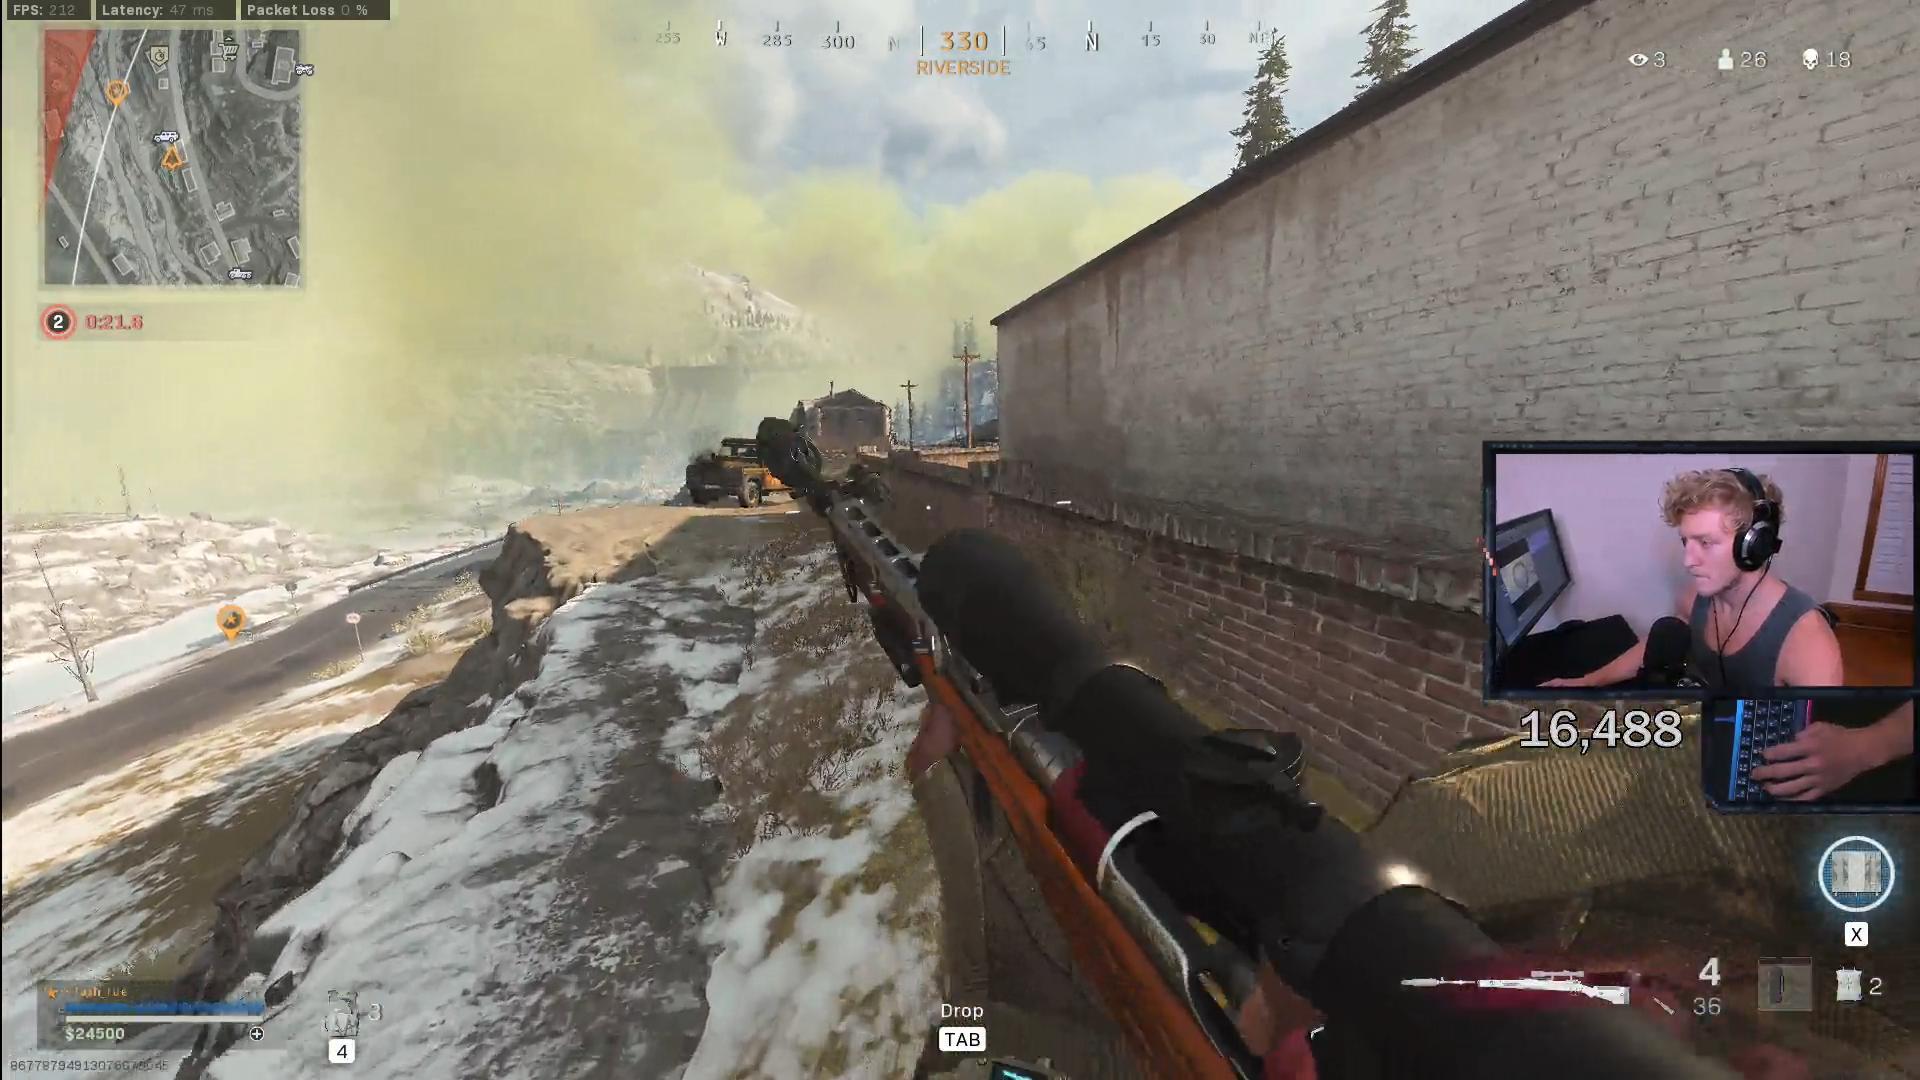 FPS: 212 Latency: 47 ms Packet Loss 0 %
255 W 285 300 N 330 N 15 30 NE
RIVERSIDE
3 26 18
2 0:21.6
16,488
X
$24500
3
4
Drop
TAB
4
36
2